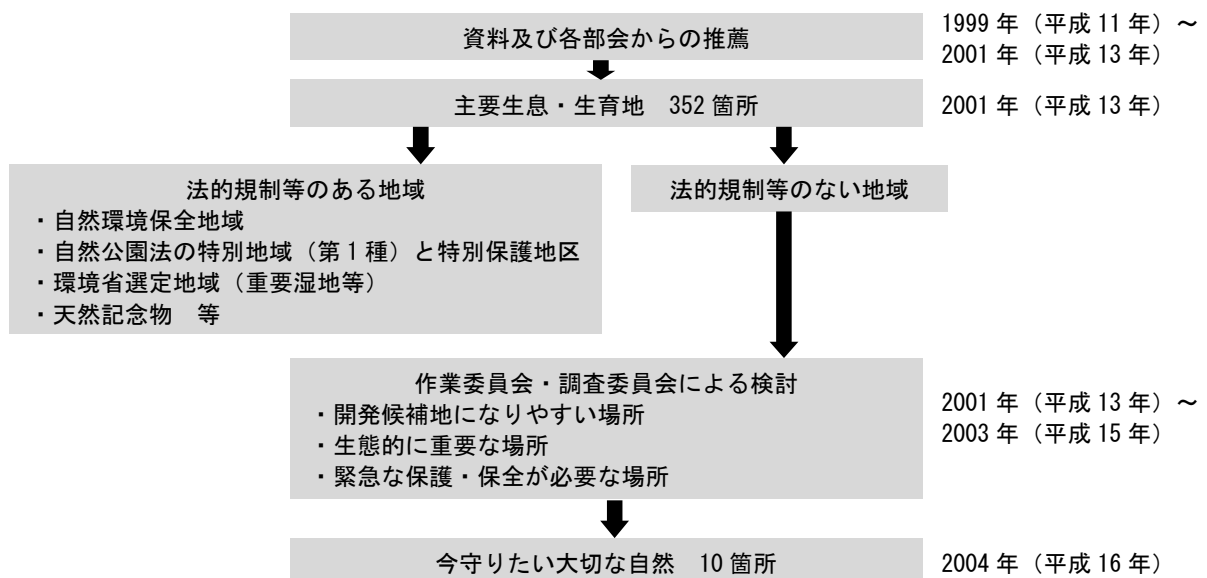 資料及び各部会からの推薦
1999 年（平成 11 年）～
2001 年（平成 13 年）
主要生息・生育地　352 箇所
2001 年（平成 13 年）
法的規制等のある地域
・自然環境保全地域
・自然公園法の特別地域（第１種）と特別保護地区
・環境省選定地域（重要湿地等）
・天然記念物　等
法的規制等のない地域
作業委員会・調査委員会による検討
・開発候補地になりやすい場所
・生態的に重要な場所
・緊急な保護・保全が必要な場所
2001 年（平成 13 年）～
2003 年（平成 15 年）
今守りたい大切な自然　10 箇所
2004 年（平成 16 年）